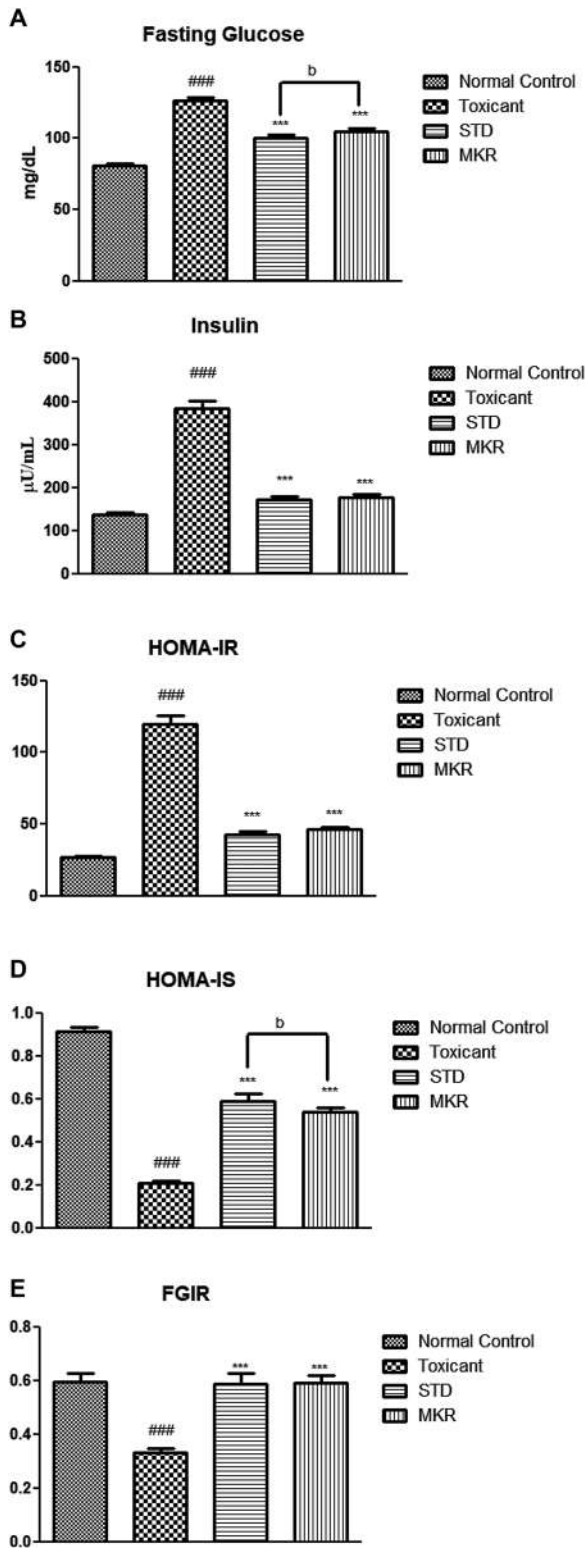 A
Fasting Glucose
150
100
50
0
mg/dL
###
***
b
***
Normal Control
Toxicant
STD
MKR
B
Insulin
500
400
300
200
100
0
µU/mL
###
***
***
Normal Control
Toxicant
STD
MKR
C
HOMA-IR
150
100
50
0
###
***
***
Normal Control
Toxicant
STD
MKR
D
HOMA-IS
1.0
0.8
0.6
0.4
0.2
0.0
###
***
b
***
Normal Control
Toxicant
STD
MKR
E
FGIR
0.8
0.6
0.4
0.2
0.0
###
***
***
Normal Control
Toxicant
STD
MKR